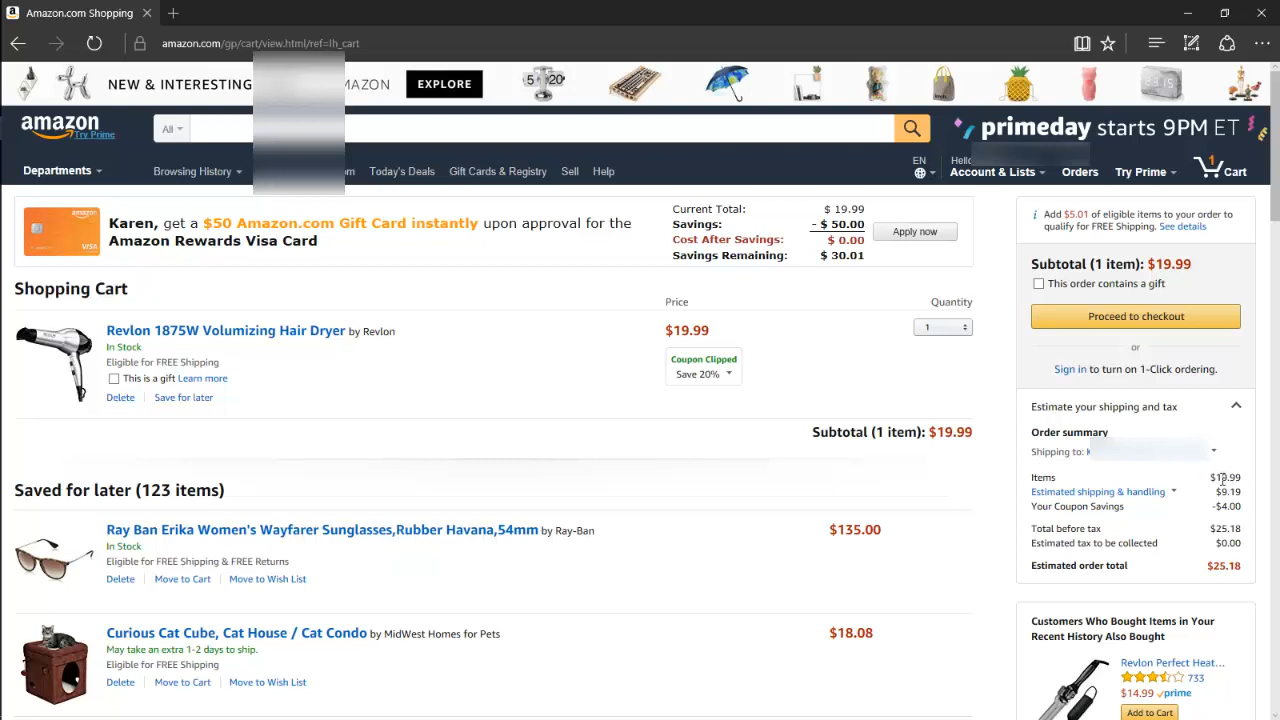 Amazon.com Shopping
amazon.com/gp/cart/view.html/ref=lh_cart
NEW & INTERESTING AMAZON EXPLORE
5 20
amazon
Try Prime
All
primeday starts 9PM ET
Departments
Browsing History
Today's Deals
Gift Cards & Registry
Sell
Help
EN
Hello
Account & Lists
Orders
Try Prime
1
Cart
amazon
VISA
Karen, get a $50 Amazon.com Gift Card instantly upon approval for the
Amazon Rewards Visa Card
Current Total: $ 19.99
Savings: - $ 50.00
Cost After Savings: $ 0.00
Savings Remaining: $ 30.01
Apply now
Shopping Cart
Price
Quantity
Revlon 1875W Volumizing Hair Dryer by Revlon
In Stock
Eligible for FREE Shipping
This is a gift Learn more
Delete Save for later
$19.99
Coupon Clipped
Save 20%
1
Subtotal (1 item): $19.99
Saved for later (123 items)
Ray Ban Erika Women's Wayfarer Sunglasses,Rubber Havana,54mm by Ray-Ban
In Stock
Eligible for FREE Shipping & FREE Returns
Delete Move to Cart Move to Wish List
$135.00
Curious Cat Cube, Cat House / Cat Condo by MidWest Homes for Pets
May take an extra 1-2 days to ship.
Eligible for FREE Shipping
Delete Move to Cart Move to Wish List
$18.08
Add $5.01 of eligible items to your order to
qualify for FREE Shipping. See details
Subtotal (1 item): $19.99
This order contains a gift
Proceed to checkout
or
Sign in to turn on 1-Click ordering.
Estimate your shipping and tax
Order summary
Shipping to:
Items $19.99
Estimated shipping & handling $9.19
Your Coupon Savings -$4.00
Total before tax $25.18
Estimated tax to be collected $0.00
Estimated order total $25.18
Customers Who Bought Items in Your
Recent History Also Bought
Revlon Perfect Heat...
733
$14.99 prime
Add to Cart